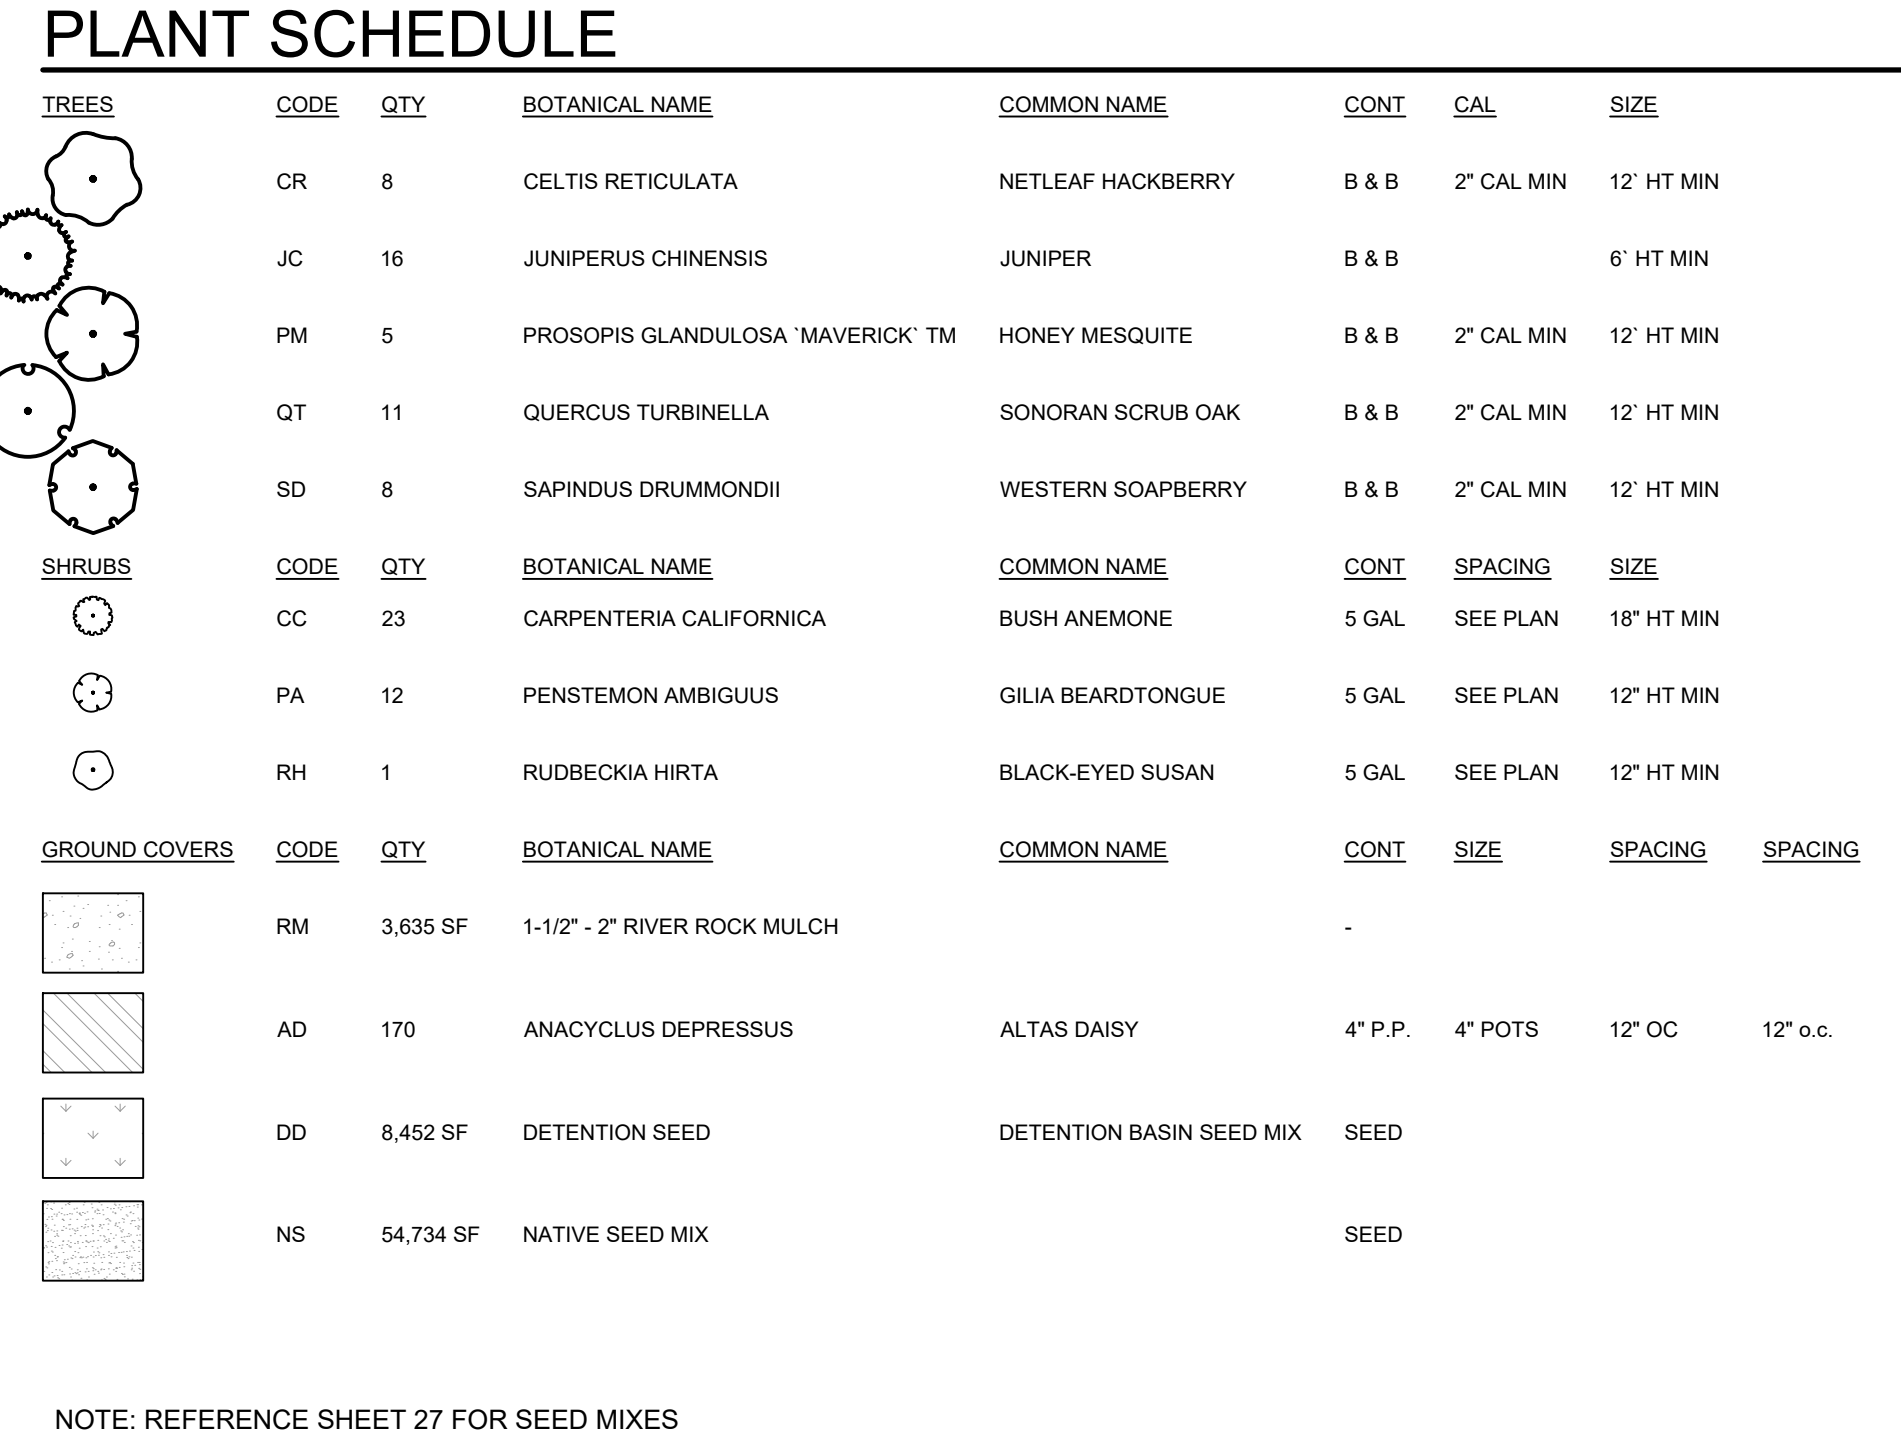 PLANT SCHEDULE
TREES CODE QTY BOTANICAL NAME COMMON NAME CONT CAL SIZE
CR 8 CELTIS RETICULATA NETLEAF HACKBERRY B & B 2" CAL MIN 12` HT MIN
JC 16 JUNIPERUS CHINENSIS JUNIPER B & B 6` HT MIN
PM 5 PROSOPIS GLANDULOSA `MAVERICK` TM HONEY MESQUITE B & B 2" CAL MIN 12` HT MIN
QT 11 QUERCUS TURBINELLA SONORAN SCRUB OAK B & B 2" CAL MIN 12` HT MIN
SD 8 SAPINDUS DRUMMONDII WESTERN SOAPBERRY B & B 2" CAL MIN 12` HT MIN
SHRUBS CODE QTY BOTANICAL NAME COMMON NAME CONT SPACING SIZE
CC 23 CARPENTERIA CALIFORNICA BUSH ANEMONE 5 GAL SEE PLAN 18" HT MIN
PA 12 PENSTEMON AMBIGUUS GILIA BEARDTONGUE 5 GAL SEE PLAN 12" HT MIN
RH 1 RUDBECKIA HIRTA BLACK-EYED SUSAN 5 GAL SEE PLAN 12" HT MIN
GROUND COVERS CODE QTY BOTANICAL NAME COMMON NAME CONT SIZE SPACING SPACING
RM 3,635 SF 1-1/2" - 2" RIVER ROCK MULCH -
AD 170 ANACYCLUS DEPRESSUS ALTAS DAISY 4" P.P. 4" POTS 12" OC 12" o.c.
DD 8,452 SF DETENTION SEED DETENTION BASIN SEED MIX SEED
NS 54,734 SF NATIVE SEED MIX SEED
NOTE: REFERENCE SHEET 27 FOR SEED MIXES